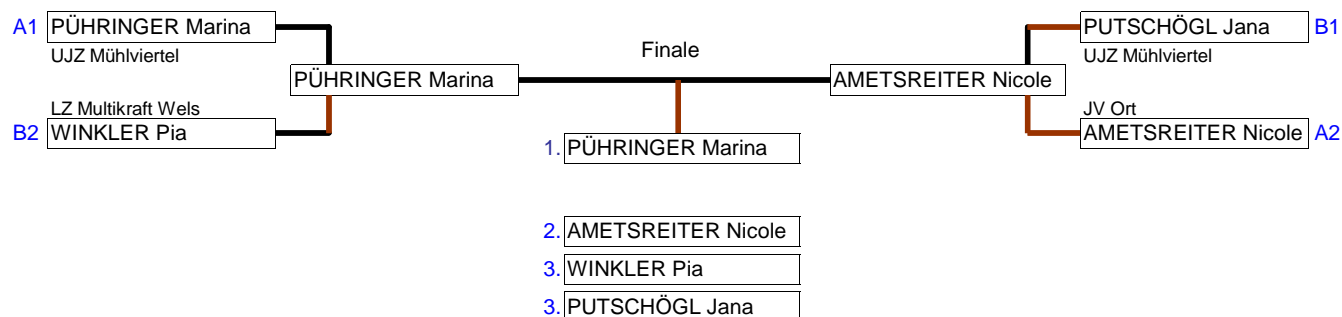 A1 PÜHRINGER Marina
UJZ Mühlviertel
PUTSCHÖGL Jana B1
UJZ Mühlviertel
Finale
PÜHRINGER Marina
AMETSREITER Nicole
LZ Multikraft Wels
B2 WINKLER Pia
JV Ort
AMETSREITER Nicole A2
1. PÜHRINGER Marina
2. AMETSREITER Nicole
3. WINKLER Pia
3. PUTSCHÖGL Jana